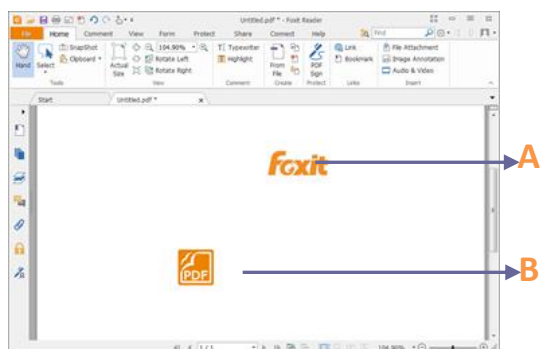 Untitled.pdf * - Foxit Reader
File Home Comment View Form Protect Share Connect Help Find
Hand Select SnapShot Clipboard Actual Size 104.90% Rotate Left Rotate Right Typewriter Highlight From File PDF Sign Link Bookmark File Attachment Image Annotation Audio & Video
Tools View Comment Create Protect Links Insert
Start Untitled.pdf *
foxit A
PDF B
1 / 1 104.90%